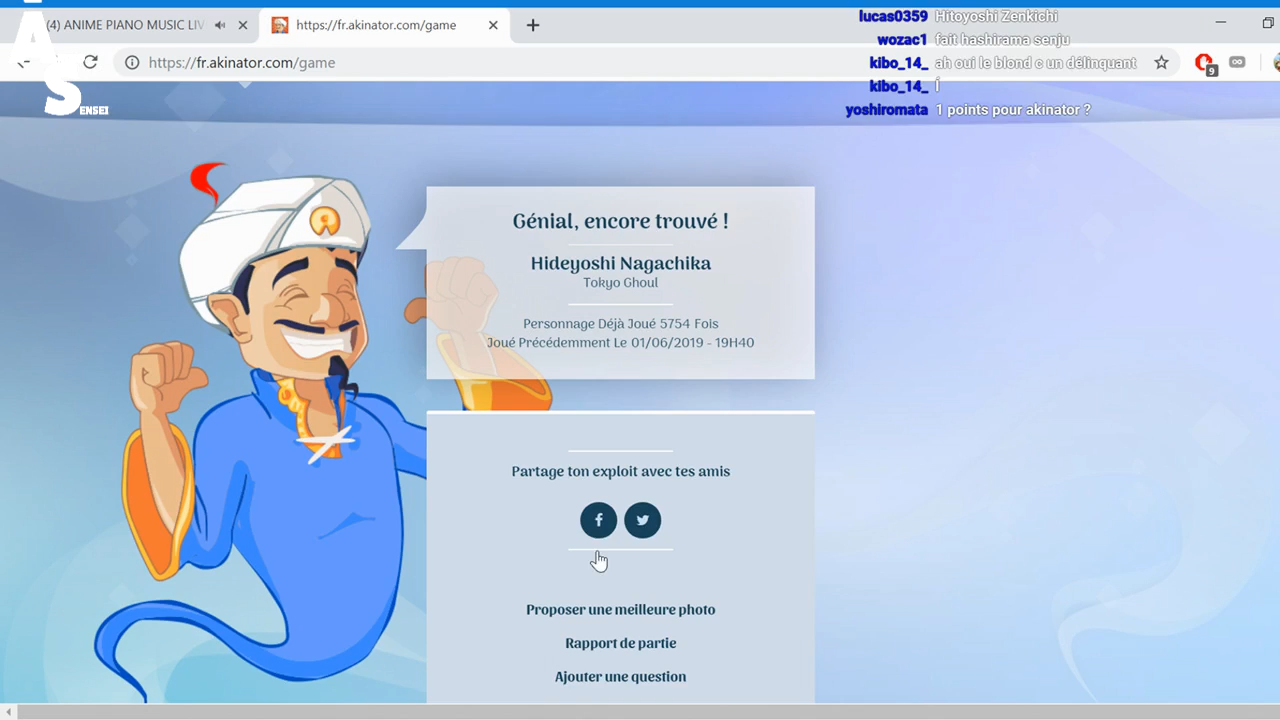 (4) ANIME PIANO MUSIC LIV
https://fr.akinator.com/game
https://fr.akinator.com/game
9
AS
ENSEI
lucas0359 Hitoyoshi Zenkichi
wozac1 fait hashirama senju
kibo_14_ ah oui le blond c un délinquant
kibo_14_ Î
yoshiromata 1 points pour akinator ?
Génial, encore trouvé !
Hideyoshi Nagachika
Tokyo Ghoul
Personnage Déjà Joué 5754 Fois
Joué Précédemment Le 01/06/2019 - 19H40
Partage ton exploit avec tes amis
Proposer une meilleure photo
Rapport de partie
Ajouter une question